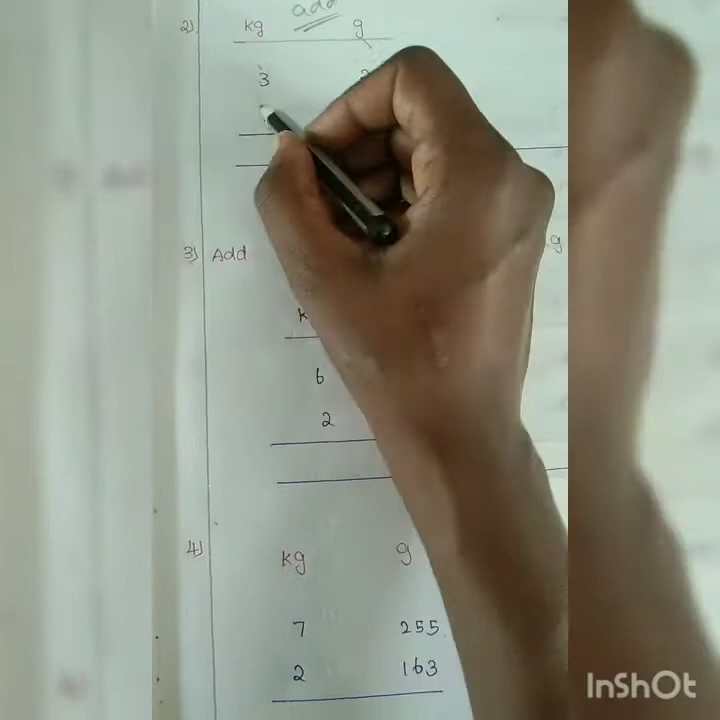 add
2) kg g
3
3) Add g
6
2
4) kg g
7 255
2 163
InShOt